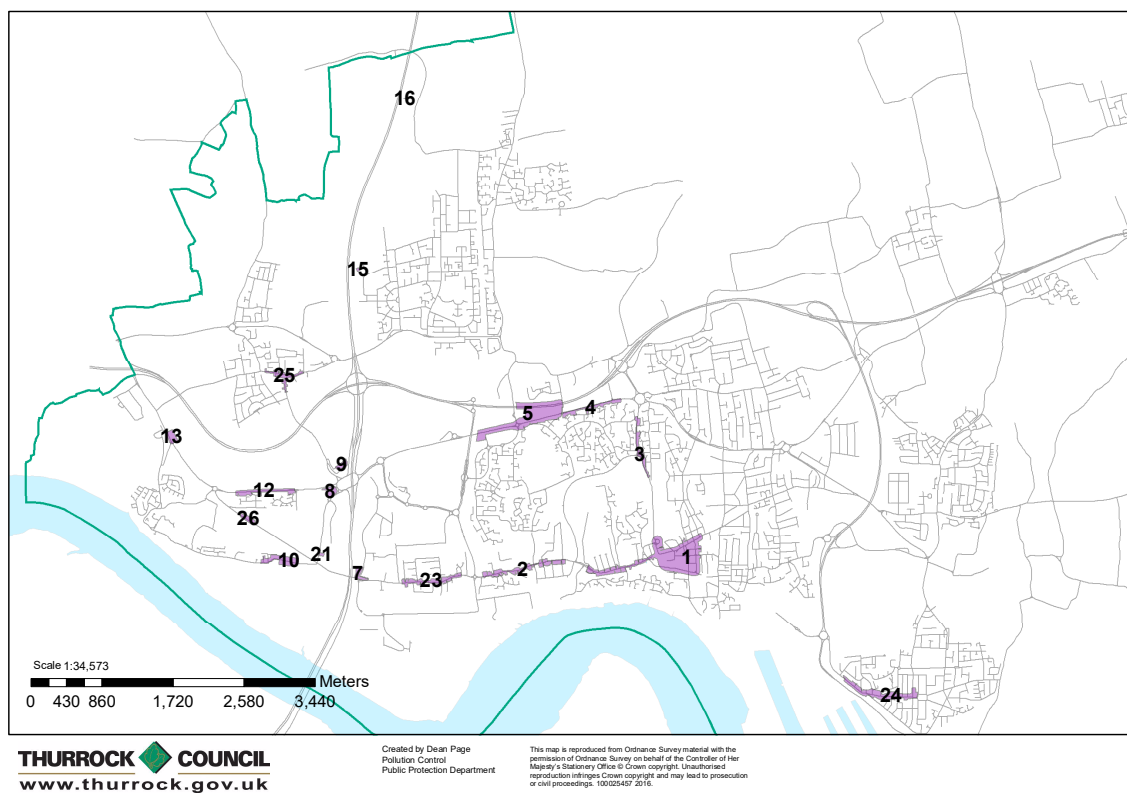 16
15
25
5
4
13
3
9
12
8
26
21
10
7
23
2
1
24
Scale 1:34,573
Meters
0 430 860 1,720 2,580 3,440
THURROCK COUNCIL
www.thurrock.gov.uk
Created by Dean Page
Pollution Control
Public Protection Department
This map is reproduced from Ordnance Survey material with the
permission of Ordnance Survey on behalf of the Controller of Her
Majesty's Stationery Office © Crown copyright. Unauthorised
reproduction infringes Crown copyright and may lead to prosecution
or civil proceedings. 100025457 2016.